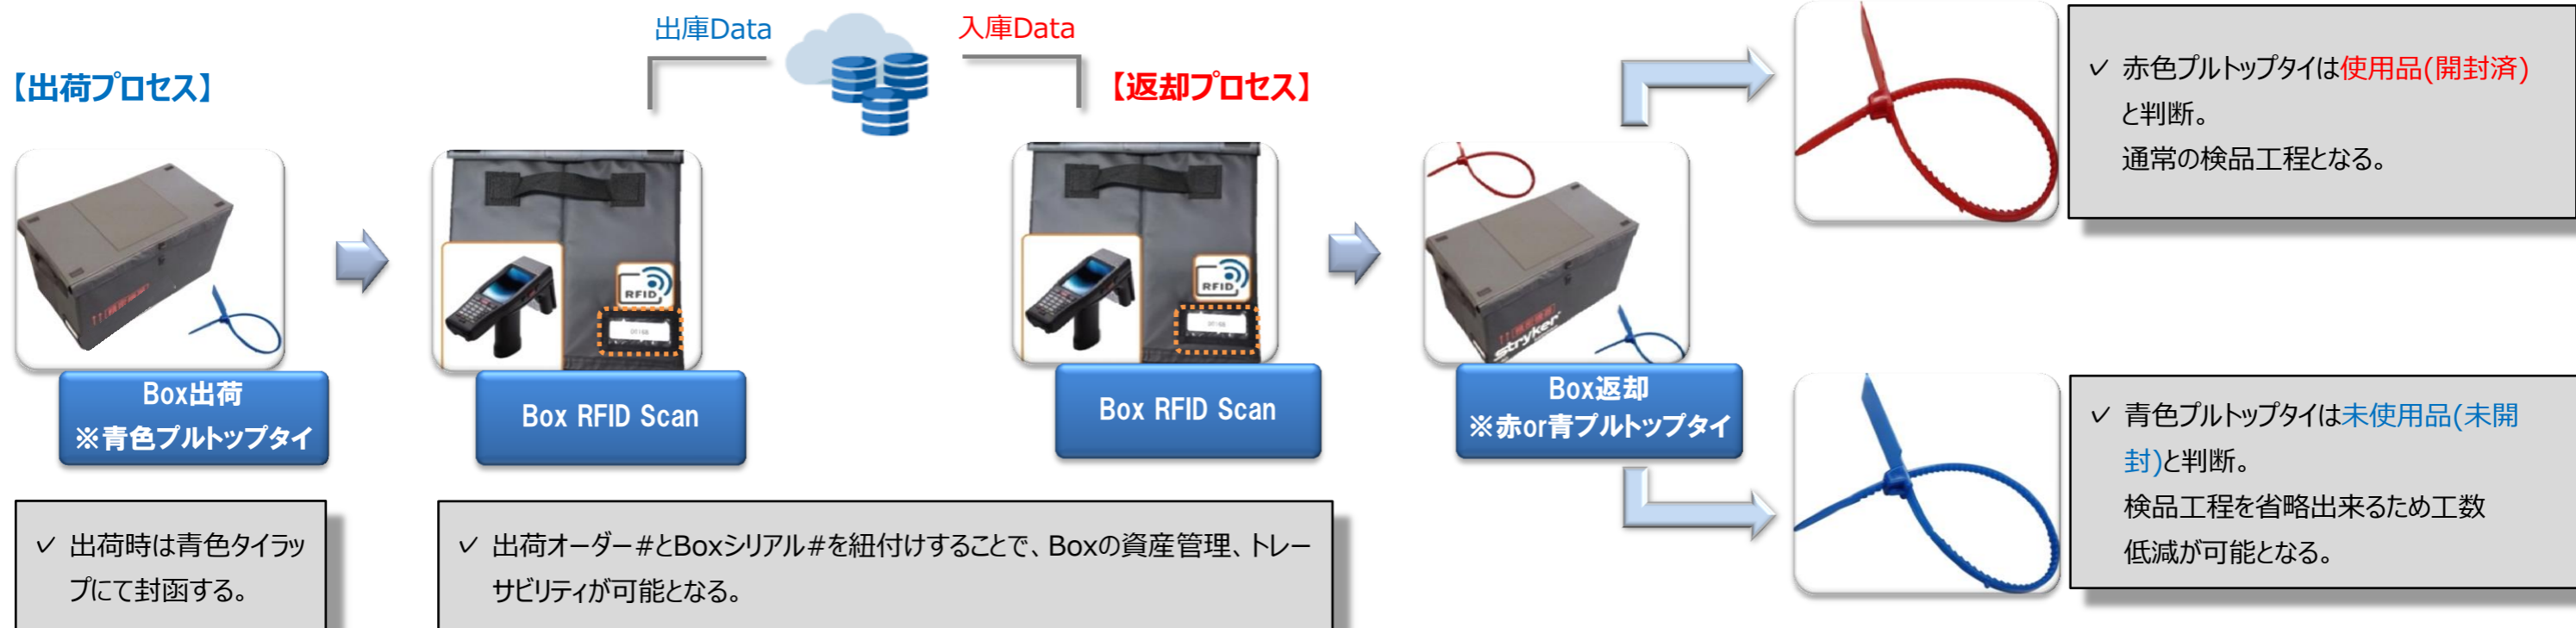 出庫Data
入庫Data
【出荷プロセス】
【返却プロセス】
RFID
RFID
stryker
Box出荷
※青色プルトップタイ
Box RFID Scan
Box RFID Scan
Box返却
※赤or青プルトップタイ
✓ 出荷時は青色タイラッ
プにて封函する。
✓ 出荷オーダー#とBoxシリアル#を紐付けすることで、Boxの資産管理、トレー
サビリティが可能となる。
✓ 赤色プルトップタイは使用品(開封済)
と判断。
通常の検品工程となる。
✓ 青色プルトップタイは未使用品(未開
封)と判断。
検品工程を省略出来るため工数
低減が可能となる。